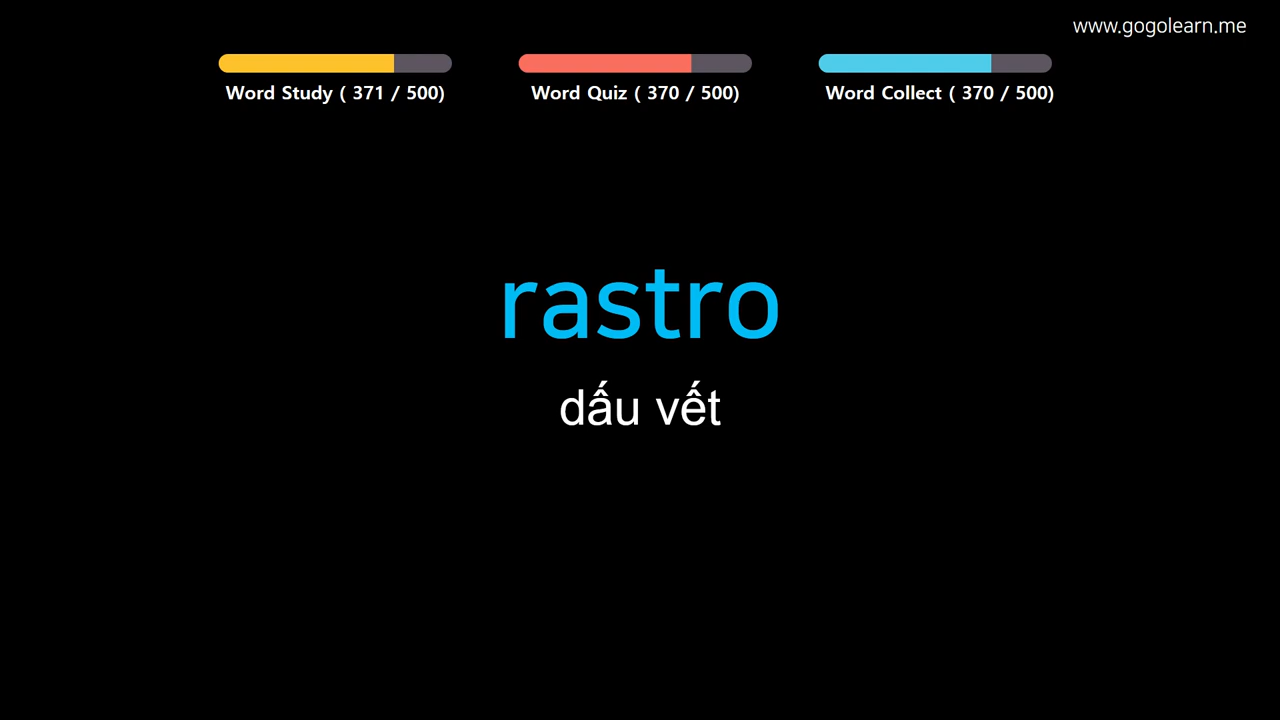 www.gogolearn.me
Word Study ( 371 / 500)
Word Quiz ( 370 / 500)
Word Collect ( 370 / 500)
rastro
dấu vết